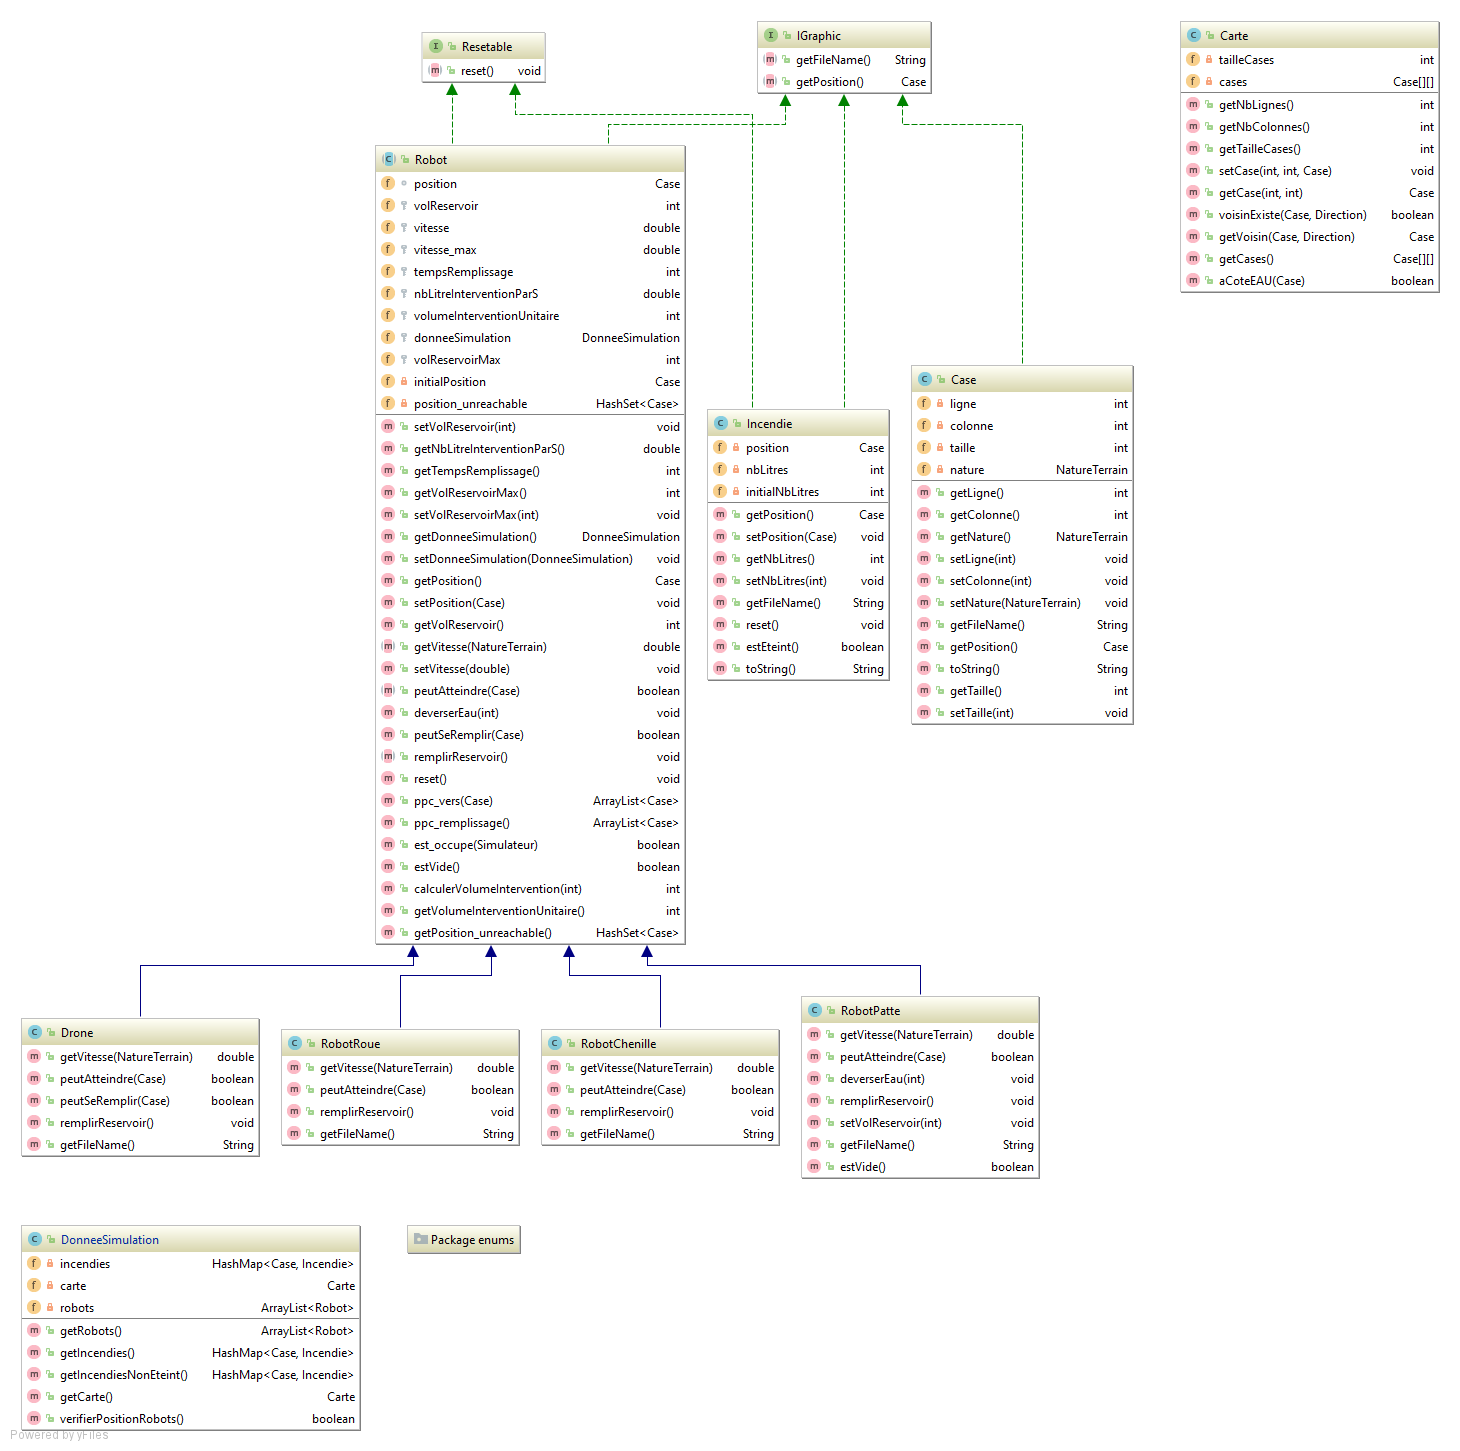 Resetable
reset() void
IGraphic
getFileName() String
getPosition() Case
Carte
tailleCases int
cases Case[][]
getNbLignes() int
getNbColonnes() int
getTailleCases() int
setCase(int, int, Case) void
getCase(int, int) Case
voisinExiste(Case, Direction) boolean
getVoisin(Case, Direction) Case
getCases() Case[][]
aCoteEAU(Case) boolean
Robot
position Case
volReservoir int
vitesse double
vitesse_max double
tempsRemplissage int
nbLitreInterventionParS double
volumeInterventionUnitaire int
donneeSimulation DonneeSimulation
volReservoirMax int
initialPosition Case
position_unreachable HashSet<Case>
setVolReservoir(int) void
getNbLitreInterventionParS() double
getTempsRemplissage() int
getVolReservoirMax() int
setVolReservoirMax(int) void
getDonneeSimulation() DonneeSimulation
setDonneeSimulation(DonneeSimulation) void
getPosition() Case
setPosition(Case) void
getVolReservoir() int
getVitesse(NatureTerrain) double
setVitesse(double) void
peutAtteindre(Case) boolean
deverserEau(int) void
peutSeRemplir(Case) boolean
remplirReservoir() void
reset() void
ppc_vers(Case) ArrayList<Case>
ppc_remplissage() ArrayList<Case>
est_occupe(Simulateur) boolean
estVide() boolean
calculerVolumeIntervention(int) int
getVolumeInterventionUnitaire() int
getPosition_unreachable() HashSet<Case>
Incendie
position Case
nbLitres int
initialNbLitres int
getPosition() Case
setPosition(Case) void
getNbLitres() int
setNbLitres(int) void
getFileName() String
reset() void
estEteint() boolean
toString() String
Case
ligne int
colonne int
taille int
nature NatureTerrain
getLigne() int
getColonne() int
getNature() NatureTerrain
setLigne(int) void
setColonne(int) void
setNature(NatureTerrain) void
getFileName() String
getPosition() Case
toString() String
getTaille() int
setTaille(int) void
Drone
getVitesse(NatureTerrain) double
peutAtteindre(Case) boolean
peutSeRemplir(Case) boolean
remplirReservoir() void
getFileName() String
RobotRoue
getVitesse(NatureTerrain) double
peutAtteindre(Case) boolean
remplirReservoir() void
getFileName() String
RobotChenille
getVitesse(NatureTerrain) double
peutAtteindre(Case) boolean
remplirReservoir() void
getFileName() String
RobotPatte
getVitesse(NatureTerrain) double
peutAtteindre(Case) boolean
deverserEau(int) void
remplirReservoir() void
setVolReservoir(int) void
getFileName() String
estVide() boolean
DonneeSimulation
incendies HashMap<Case, Incendie>
carte Carte
robots ArrayList<Robot>
getRobots() ArrayList<Robot>
getIncendies() HashMap<Case, Incendie>
getIncendiesNonEteint() HashMap<Case, Incendie>
getCarte() Carte
verifierPositionRobots() boolean
Package enums
Powered by yFiles